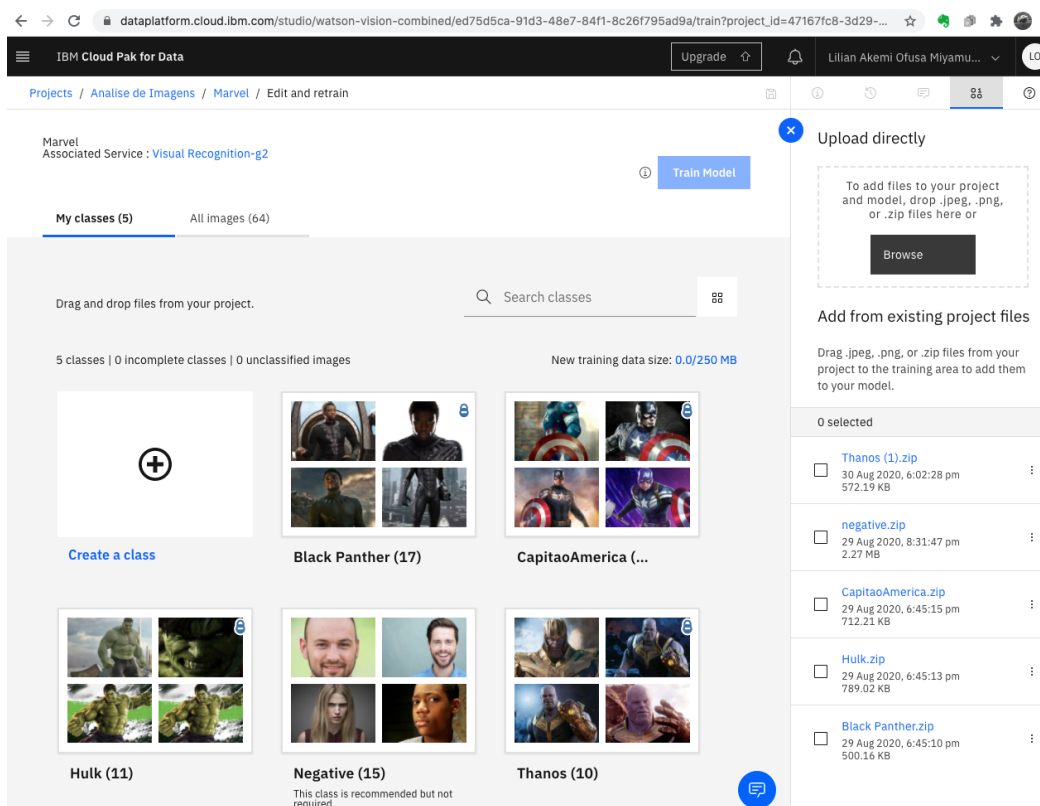 dataplatform.cloud.ibm.com/studio/watson-vision-combined/ed75d5ca-91d3-48e7-84f1-8c26f795ad9a/train?project_id=47167fc8-3d29-...
IBM Cloud Pak for Data
Upgrade
Lilian Akemi Ofusa Miyamu...
LO
Projects / Analise de Imagens / Marvel / Edit and retrain
Marvel
Associated Service : Visual Recognition-g2
Train Model
My classes (5)
All images (64)
Drag and drop files from your project.
Search classes
5 classes | 0 incomplete classes | 0 unclassified images
New training data size: 0.0/250 MB
Create a class
Black Panther (17)
CapitaoAmerica (...
Hulk (11)
Negative (15)
This class is recommended but not
required
Thanos (10)
Upload directly
To add files to your project
and model, drop .jpeg, .png,
or .zip files here or
Browse
Add from existing project files
Drag .jpeg, .png, or .zip files from your
project to the training area to add them
to your model.
0 selected
Thanos (1).zip
30 Aug 2020, 6:02:28 pm
572.19 KB
negative.zip
29 Aug 2020, 8:31:47 pm
2.27 MB
CapitaoAmerica.zip
29 Aug 2020, 6:45:15 pm
712.21 KB
Hulk.zip
29 Aug 2020, 6:45:13 pm
789.02 KB
Black Panther.zip
29 Aug 2020, 6:45:10 pm
500.16 KB